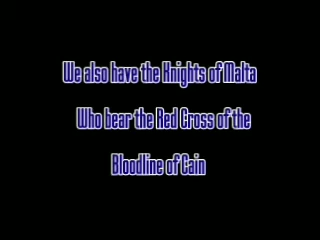 We also have the Knights of Malta
Who bear the Red Cross of the
Bloodline of Cain